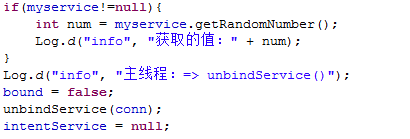 if(myservice!=null){
    int num = myservice.getRandomNumber();
    Log.d("info", "获取的值：" + num);
}
Log.d("info", "主线程：=> unbindService()");
bound = false;
unbindService(conn);
intentService = null;